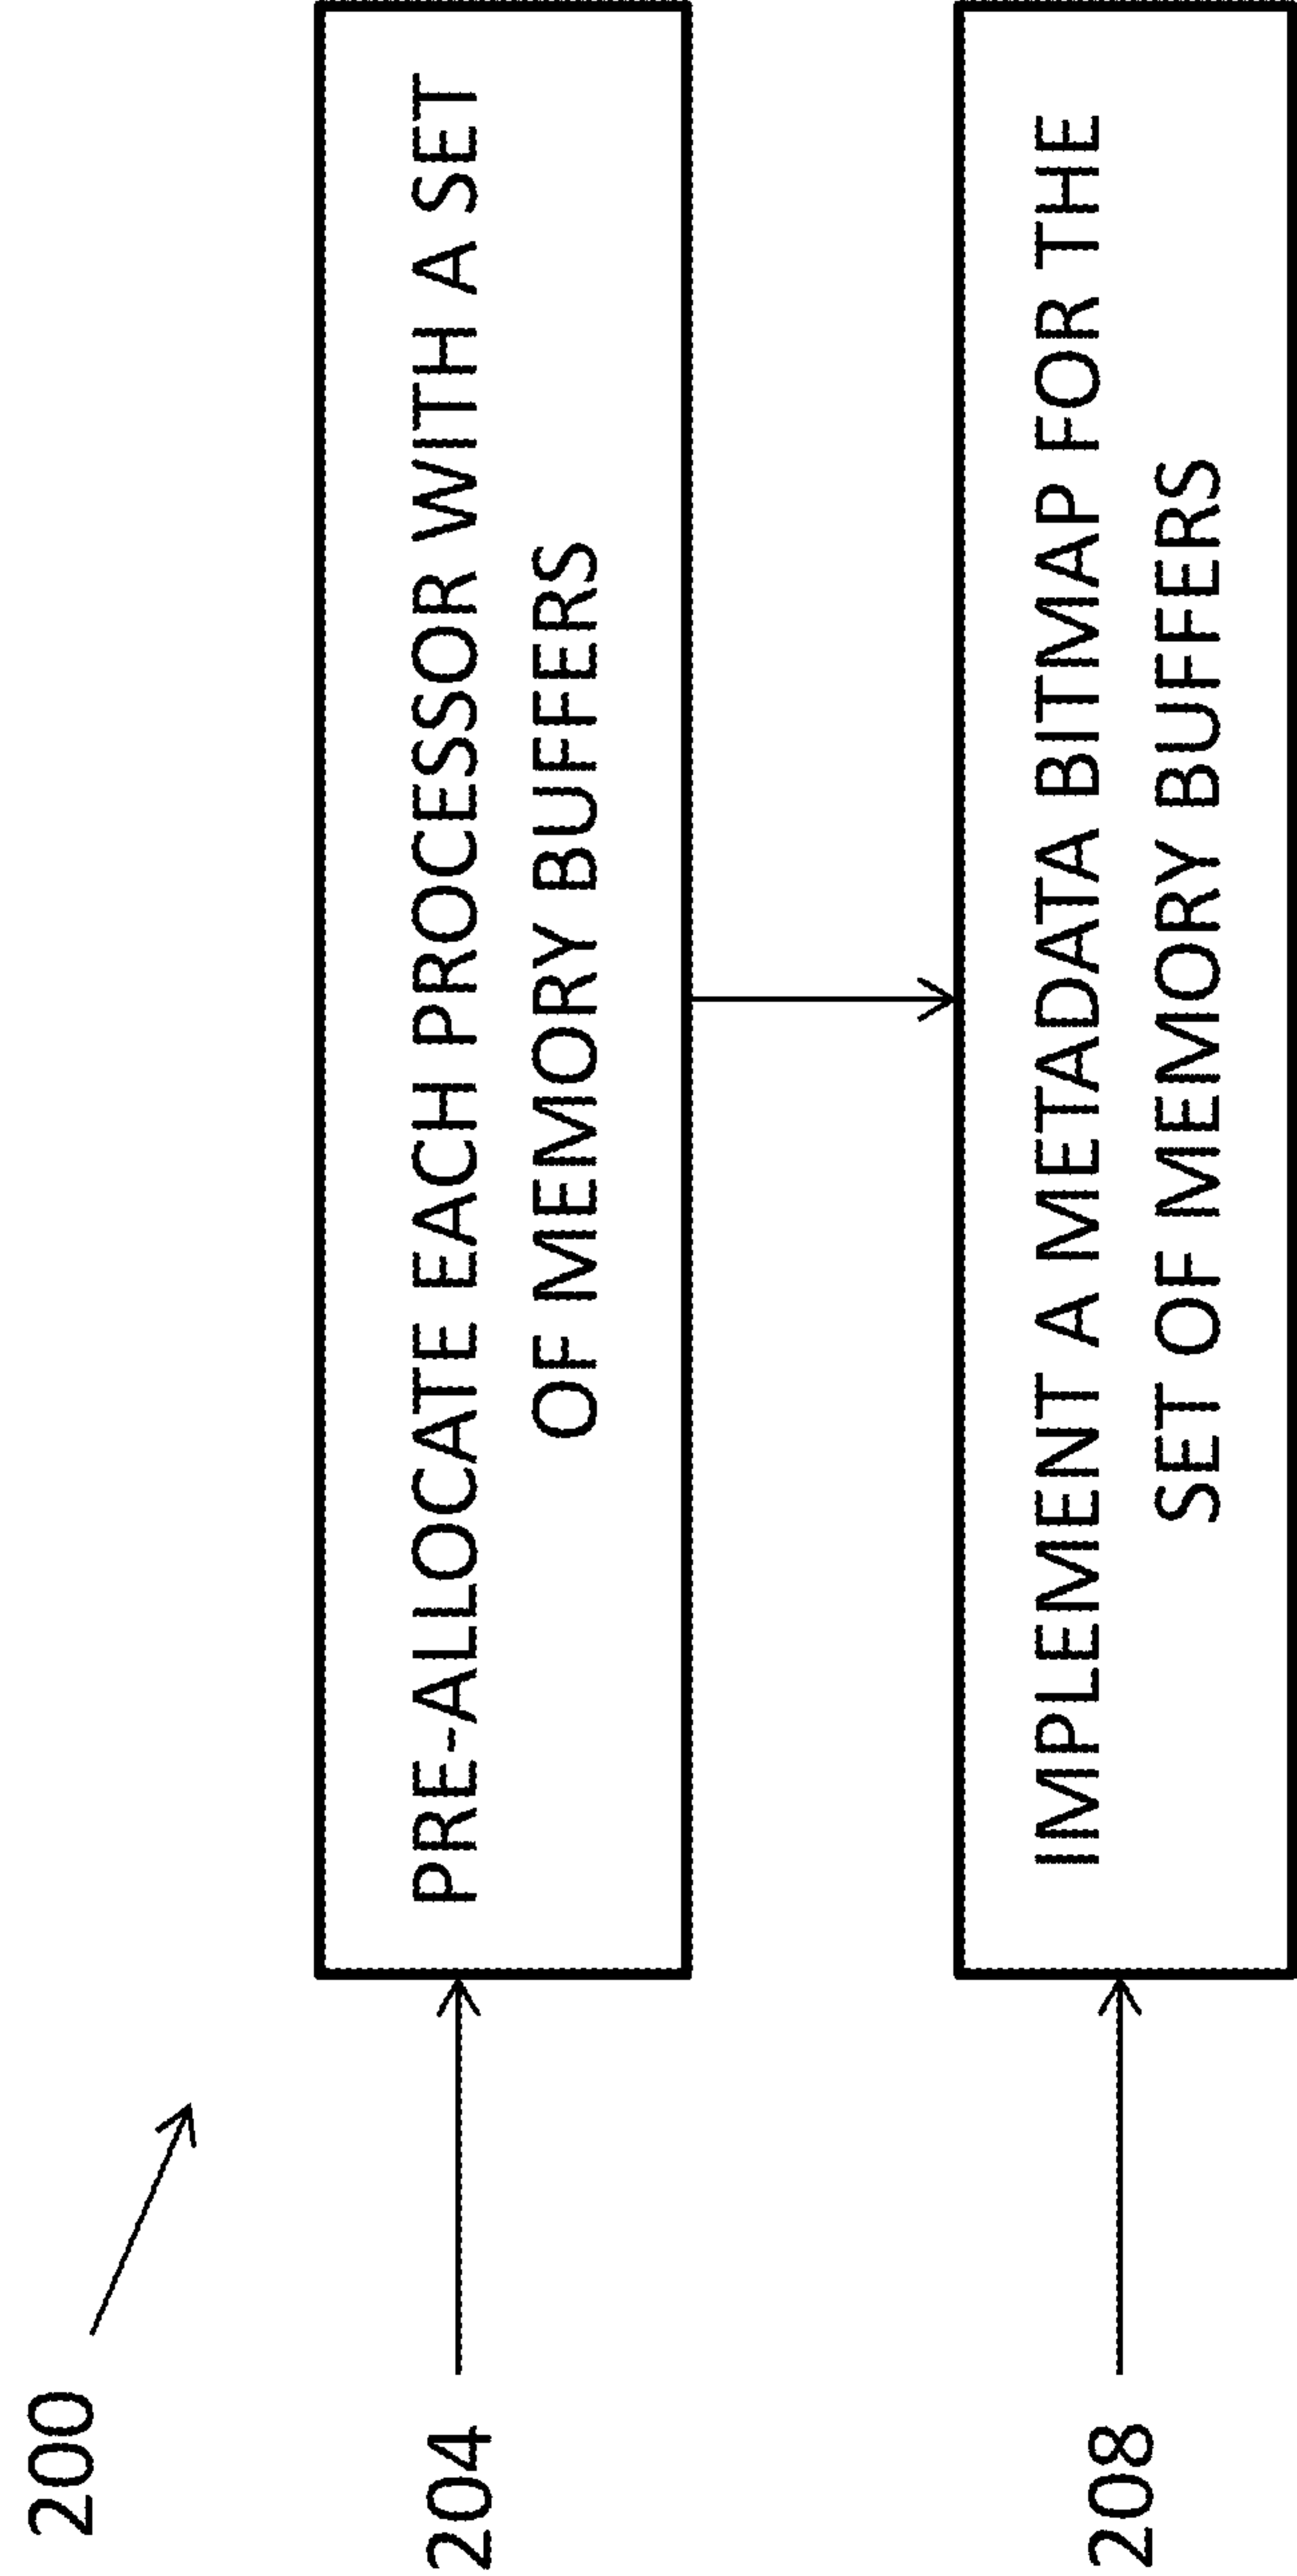 200
204
PRE-ALLOCATE EACH PROCESSOR WITH A SET
OF MEMORY BUFFERS
208
IMPLEMENT A METADATA BITMAP FOR THE
SET OF MEMORY BUFFERS